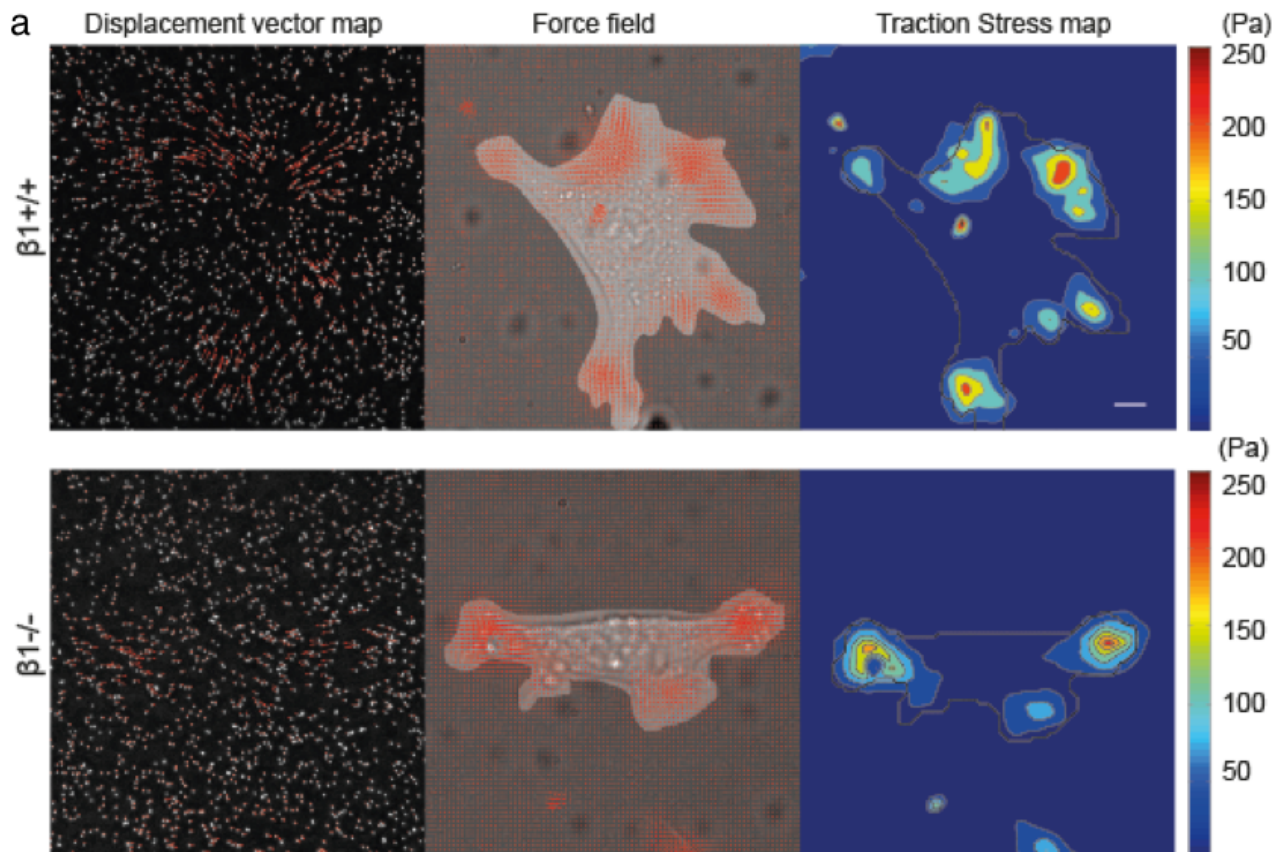 a
Displacement vector map Force field Traction Stress map (Pa)
β1+/+
250
200
150
100
50
(Pa)
β1-/-
250
200
150
100
50